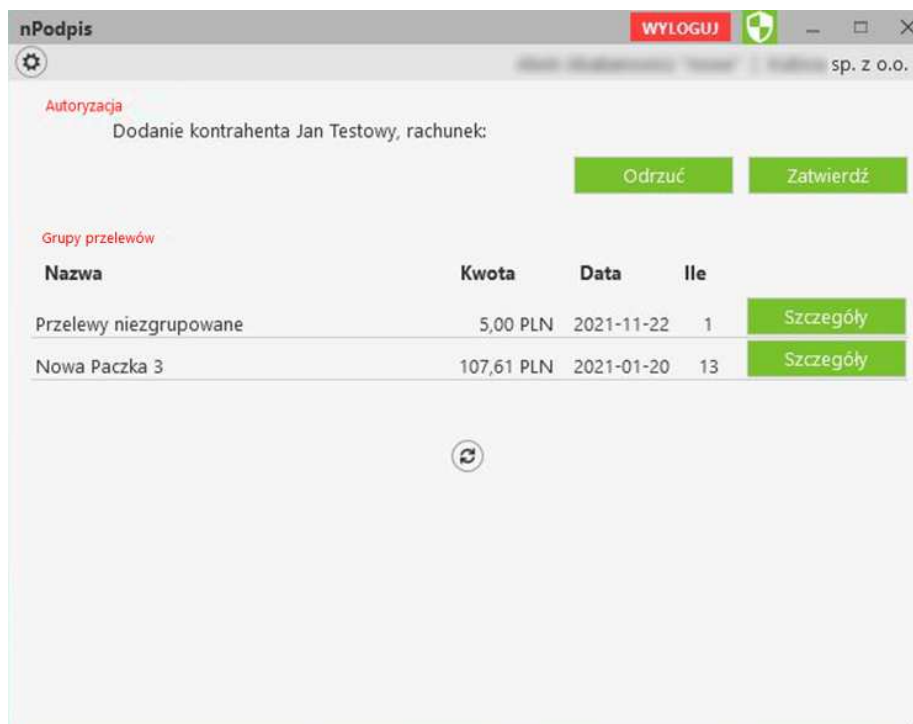 nPodpis WYLOGUJ
sp. z o.o.
Autoryzacja
Dodanie kontrahenta Jan Testowy, rachunek:
Odrzuć Zatwierdź
Grupy przelewów
Nazwa Kwota Data Ile
Przelewy niezgrupowane 5,00 PLN 2021-11-22 1 Szczegóły
Nowa Paczka 3 107,61 PLN 2021-01-20 13 Szczegóły